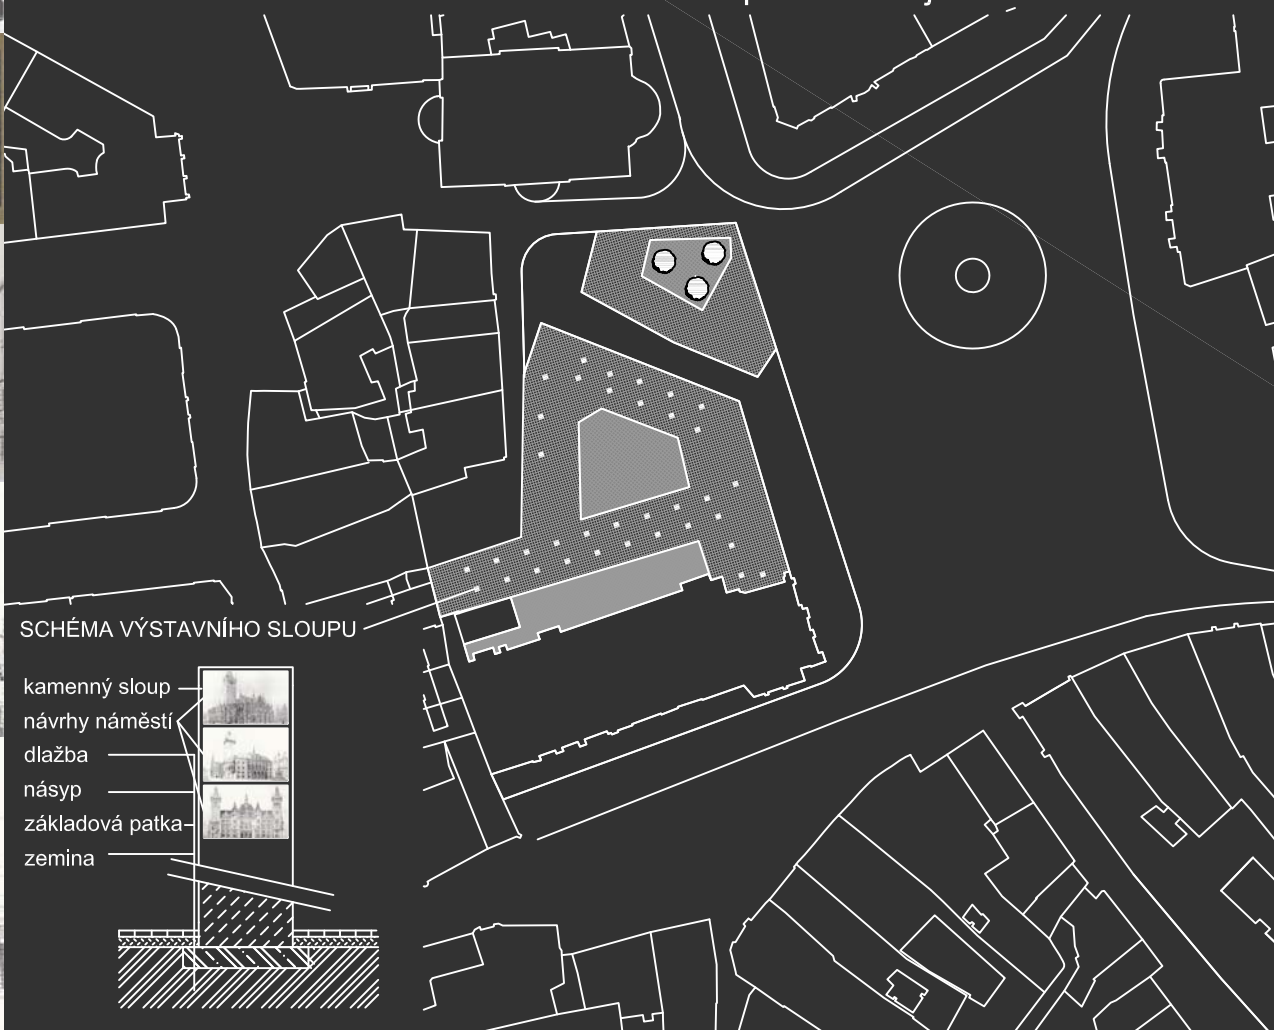 SCHÉMA VÝSTAVNÍHO SLOUPU
kamenný sloup
návrhy náměstí
dlažba
násyp
základová patka
zemina